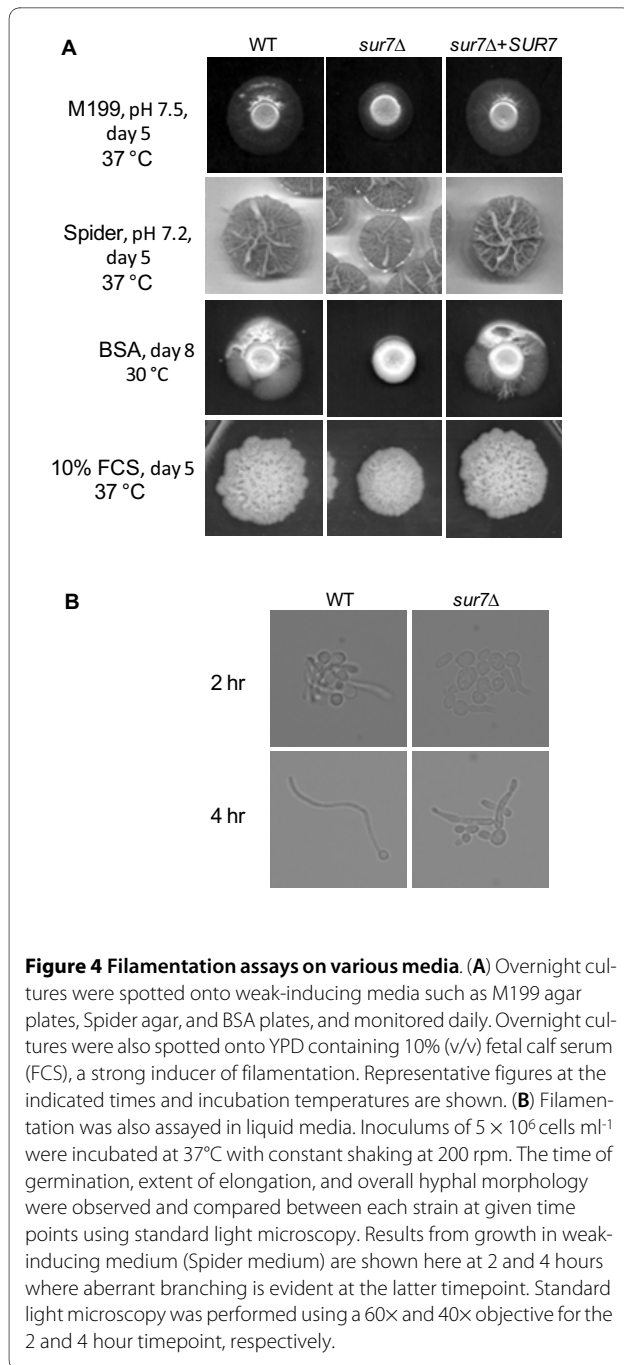 A
WT
sur7Δ
sur7Δ+SUR7
M199, pH 7.5,
day 5
37 °C
Spider, pH 7.2,
day 5
37 °C
BSA, day 8
30 °C
10% FCS, day 5
37 °C
B
WT
sur7Δ
2 hr
4 hr
Figure 4 Filamentation assays on various media. (A) Overnight cul-
tures were spotted onto weak-inducing media such as M199 agar
plates, Spider agar, and BSA plates, and monitored daily. Overnight cul-
tures were also spotted onto YPD containing 10% (v/v) fetal calf serum
(FCS), a strong inducer of filamentation. Representative figures at the
indicated times and incubation temperatures are shown. (B) Filamen-
tation was also assayed in liquid media. Inoculums of 5 × 10⁶ cells ml⁻¹
were incubated at 37°C with constant shaking at 200 rpm. The time of
germination, extent of elongation, and overall hyphal morphology
were observed and compared between each strain at given time
points using standard light microscopy. Results from growth in weak-
inducing medium (Spider medium) are shown here at 2 and 4 hours
where aberrant branching is evident at the latter timepoint. Standard
light microscopy was performed using a 60× and 40× objective for the
2 and 4 hour timepoint, respectively.